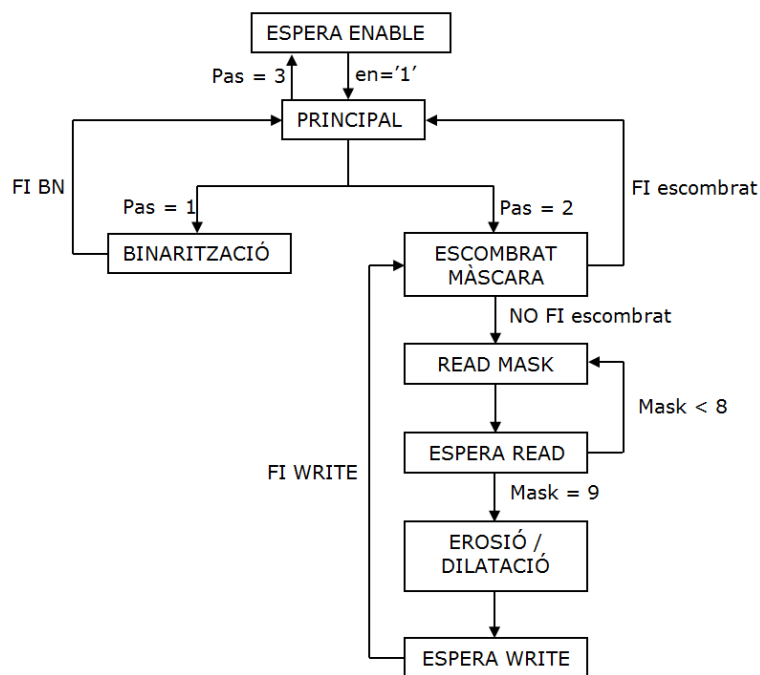 ESPERA ENABLE
Pas = 3
en='1'
PRINCIPAL
FI BN
FI escombrat
Pas = 1
Pas = 2
BINARITZACIÓ
ESCOMBRAT
MÀSCARA
NO FI escombrat
READ MASK
Mask < 8
ESPERA READ
FI WRITE
Mask = 9
EROSIÓ /
DILATACIÓ
ESPERA WRITE